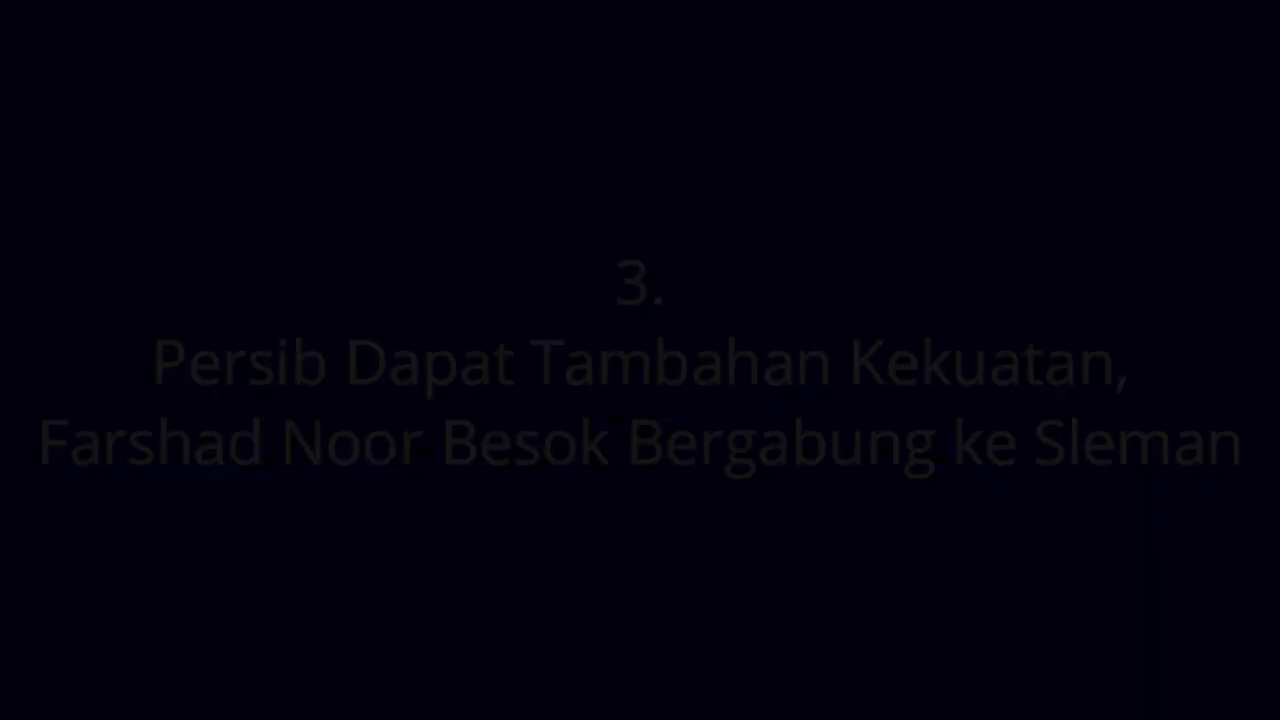 3.
Persib Dapat Tambahan Kekuatan,
Farshad Noor Besok Bergabung ke Sleman